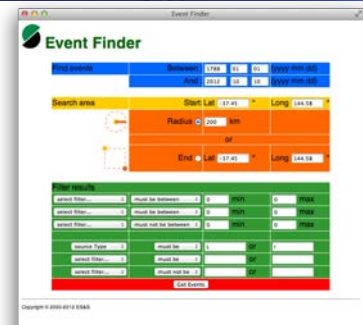 Event Finder
Event Finder
Find events Between 1788 01 01 (yyyy mm dd)
And 2012 10 10 (yyyy mm dd)
Search area Start Lat -37.45 ° Long 144.58 °
Radius 200 km
or
End Lat -37.45 ° Long 144.58 °
Filter results
select filter... must be between 0 min 0 max
select filter... must be between 0 min 0 max
select filter... must not be between 0 min 0 max
source Type must be L or l
select filter... must be or
select filter... must not be or
Get Events
Copyright © 2005-2012 ES&S